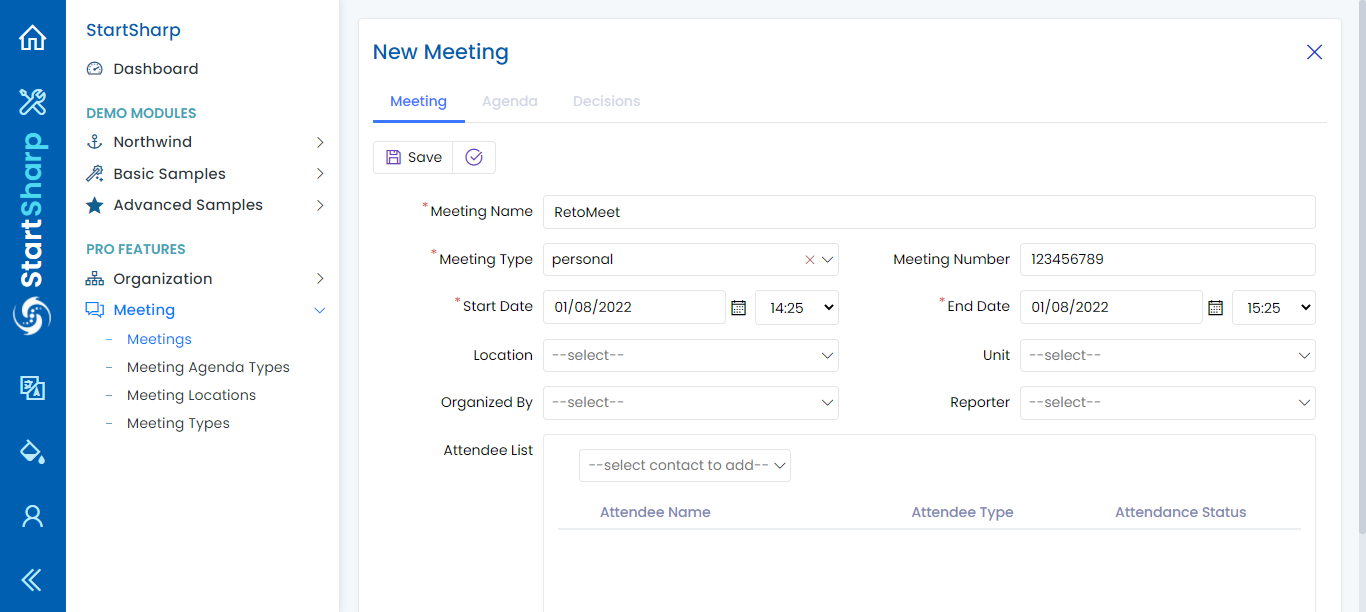 StartSharp
StartSharp
Dashboard
DEMO MODULES
Northwind
Basic Samples
Advanced Samples
PRO FEATURES
Organization
Meeting
– Meetings
– Meeting Agenda Types
– Meeting Locations
– Meeting Types
New Meeting
Meeting Agenda Decisions
Save
* Meeting Name RetoMeet
* Meeting Type personal Meeting Number 123456789
* Start Date 01/08/2022 14:25 * End Date 01/08/2022 15:25
Location --select-- Unit --select--
Organized By --select-- Reporter --select--
Attendee List
--select contact to add--
Attendee Name Attendee Type Attendance Status